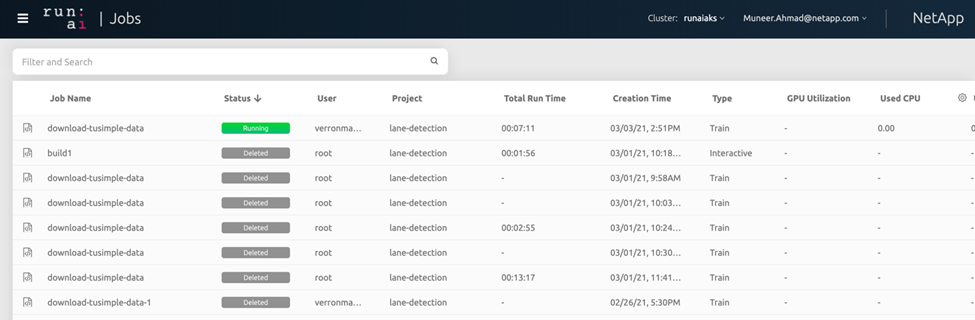 run: ai | Jobs Cluster: runaiaks Muneer.Ahmad@netapp.com NetApp
Filter and Search
Job Name Status User Project Total Run Time Creation Time Type GPU Utilization Used CPU
download-tusimple-data Running verronma... lane-detection 00:07:11 03/03/21, 2:51PM Train - 0.00
build1 Deleted root lane-detection 00:01:56 03/01/21, 10:18... Interactive - -
download-tusimple-data Deleted root lane-detection - 03/01/21, 9:58AM Train - -
download-tusimple-data Deleted root lane-detection - 03/01/21, 10:03... Train - -
download-tusimple-data Deleted root lane-detection 00:02:55 03/01/21, 10:24... Train - -
download-tusimple-data Deleted root lane-detection - 03/01/21, 10:30... Train - -
download-tusimple-data Deleted root lane-detection 00:13:17 03/01/21, 11:41... Train - -
download-tusimple-data-1 Deleted verronma... lane-detection - 02/26/21, 5:30PM Train - -